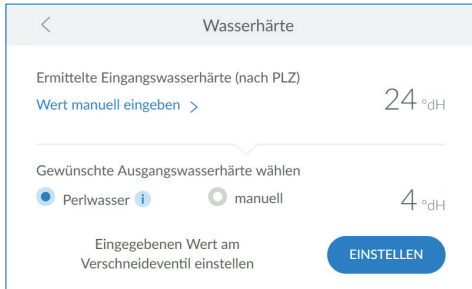 Wasserhärte
Ermittelte Eingangswasserhärte (nach PLZ)
Wert manuell eingeben >
24 °dH
Gewünschte Ausgangswasserhärte wählen
Perlwasser i manuell
4 °dH
Eingegebenen Wert am
Verschneideventil einstellen
EINSTELLEN